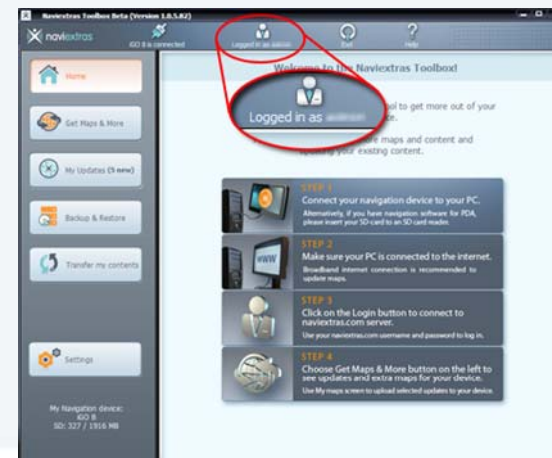 Naviextras Toolbox Beta (Version 1.0.5.82)
naviextras
iGO 8 is connected
Logged in as
Exit
Help
Home
Get Maps & More
My Updates (5 new)
Backup & Restore
Transfer my contents
Settings
My Navigation device:
iGO 8
SD: 327 / 1916 MB
Welcome to the Naviextras Toolbox!
Logged in as
ool to get more out of your
ce.
re maps and content and
updating your existing content.
STEP 1
Connect your navigation device to your PC.
Alternatively, if you have navigation software for PDA,
please insert your SD-card to an SD card reader.
STEP 2
Make sure your PC is connected to the internet.
Broadband internet connection is recommended to
update maps.
STEP 3
Click on the Login button to connect to
naviextras.com server.
Use your naviextras.com username and password to log in.
STEP 4
Choose Get Maps & More button on the left to
see updates and extra maps for your device.
Use My maps screen to upload selected updates to your device.